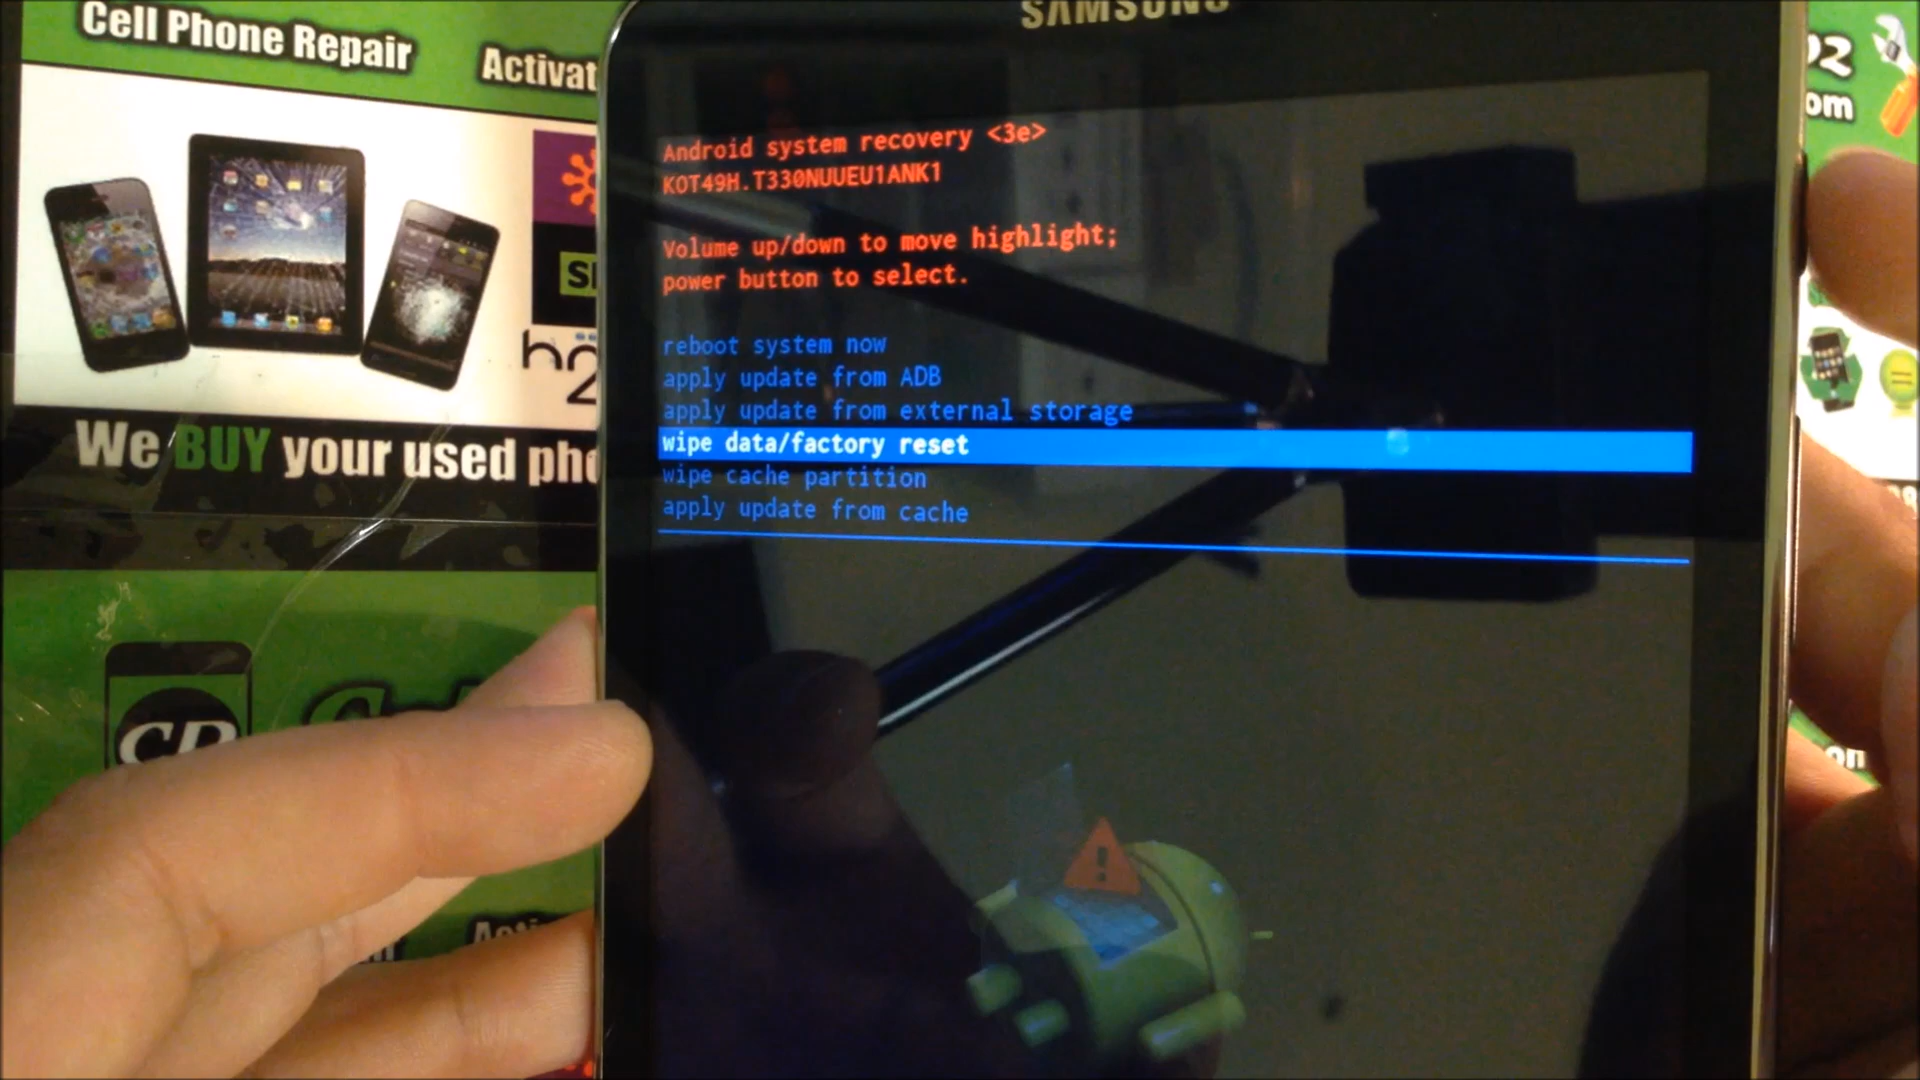 Cell Phone Repair
We BUY your used
SAMSUNG
Android system recovery <3e>
KOT49H.T330NUUEU1ANK1
Volume up/down to move highlight;
power button to select.
reboot system now
apply update from ADB
apply update from external storage
wipe data/factory reset
wipe cache partition
apply update from cache